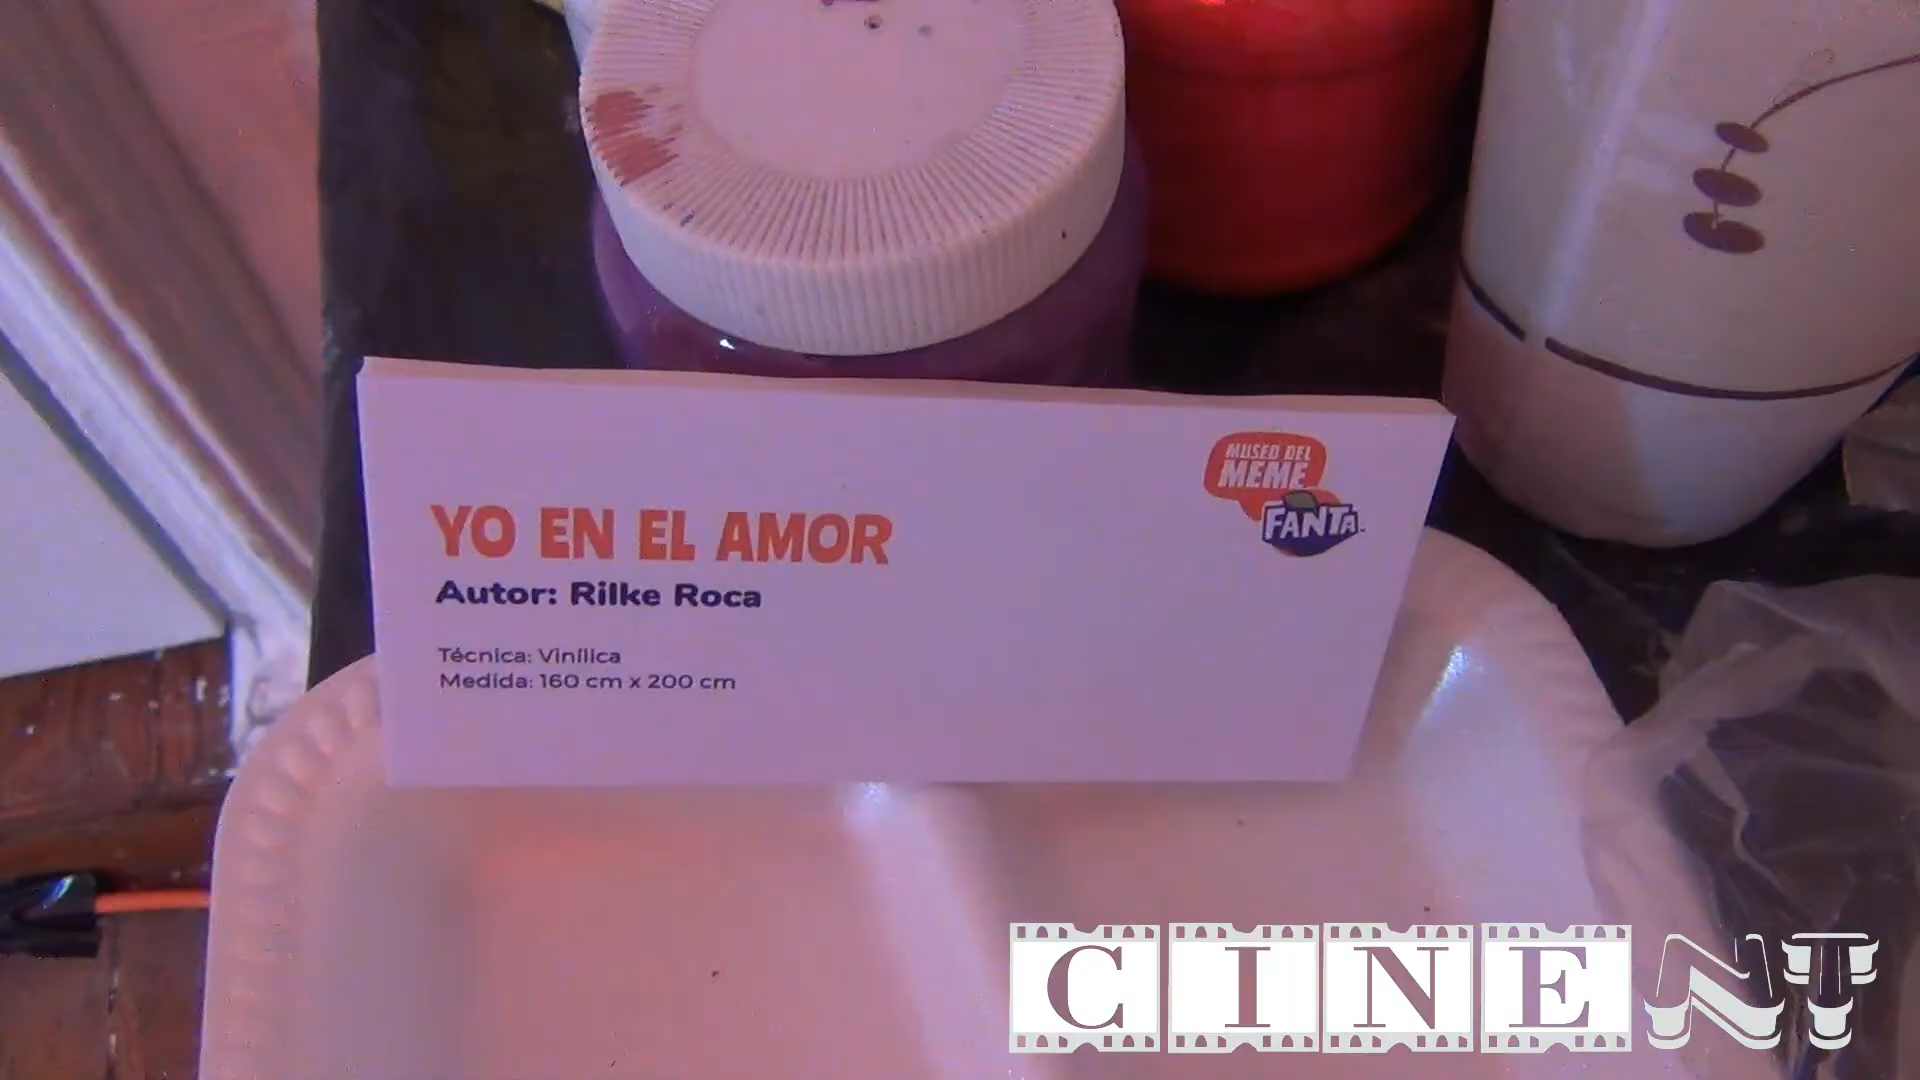 MUSEO DEL
MEME
FANTA
YO EN EL AMOR
Autor: Rilke Roca
Técnica: Vinílica
Medida: 160 cm x 200 cm
CINE NT